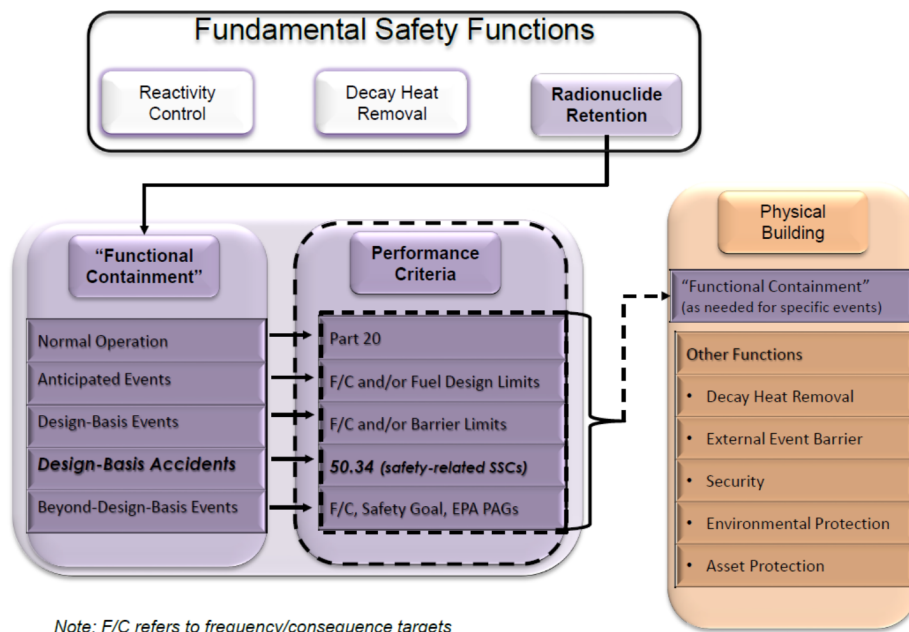 Fundamental Safety Functions
Reactivity
Control
Decay Heat
Removal
Radionuclide
Retention
“Functional
Containment”
Normal Operation
Anticipated Events
Design-Basis Events
Design-Basis Accidents
Beyond-Design-Basis Events
Performance
Criteria
Part 20
F/C and/or Fuel Design Limits
F/C and/or Barrier Limits
50.34 (safety-related SSCs)
F/C, Safety Goal, EPA PAGs
Physical
Building
“Functional Containment”
(as needed for specific events)
Other Functions
• Decay Heat Removal
• External Event Barrier
• Security
• Environmental Protection
• Asset Protection
Note: F/C refers to frequency/consequence targets